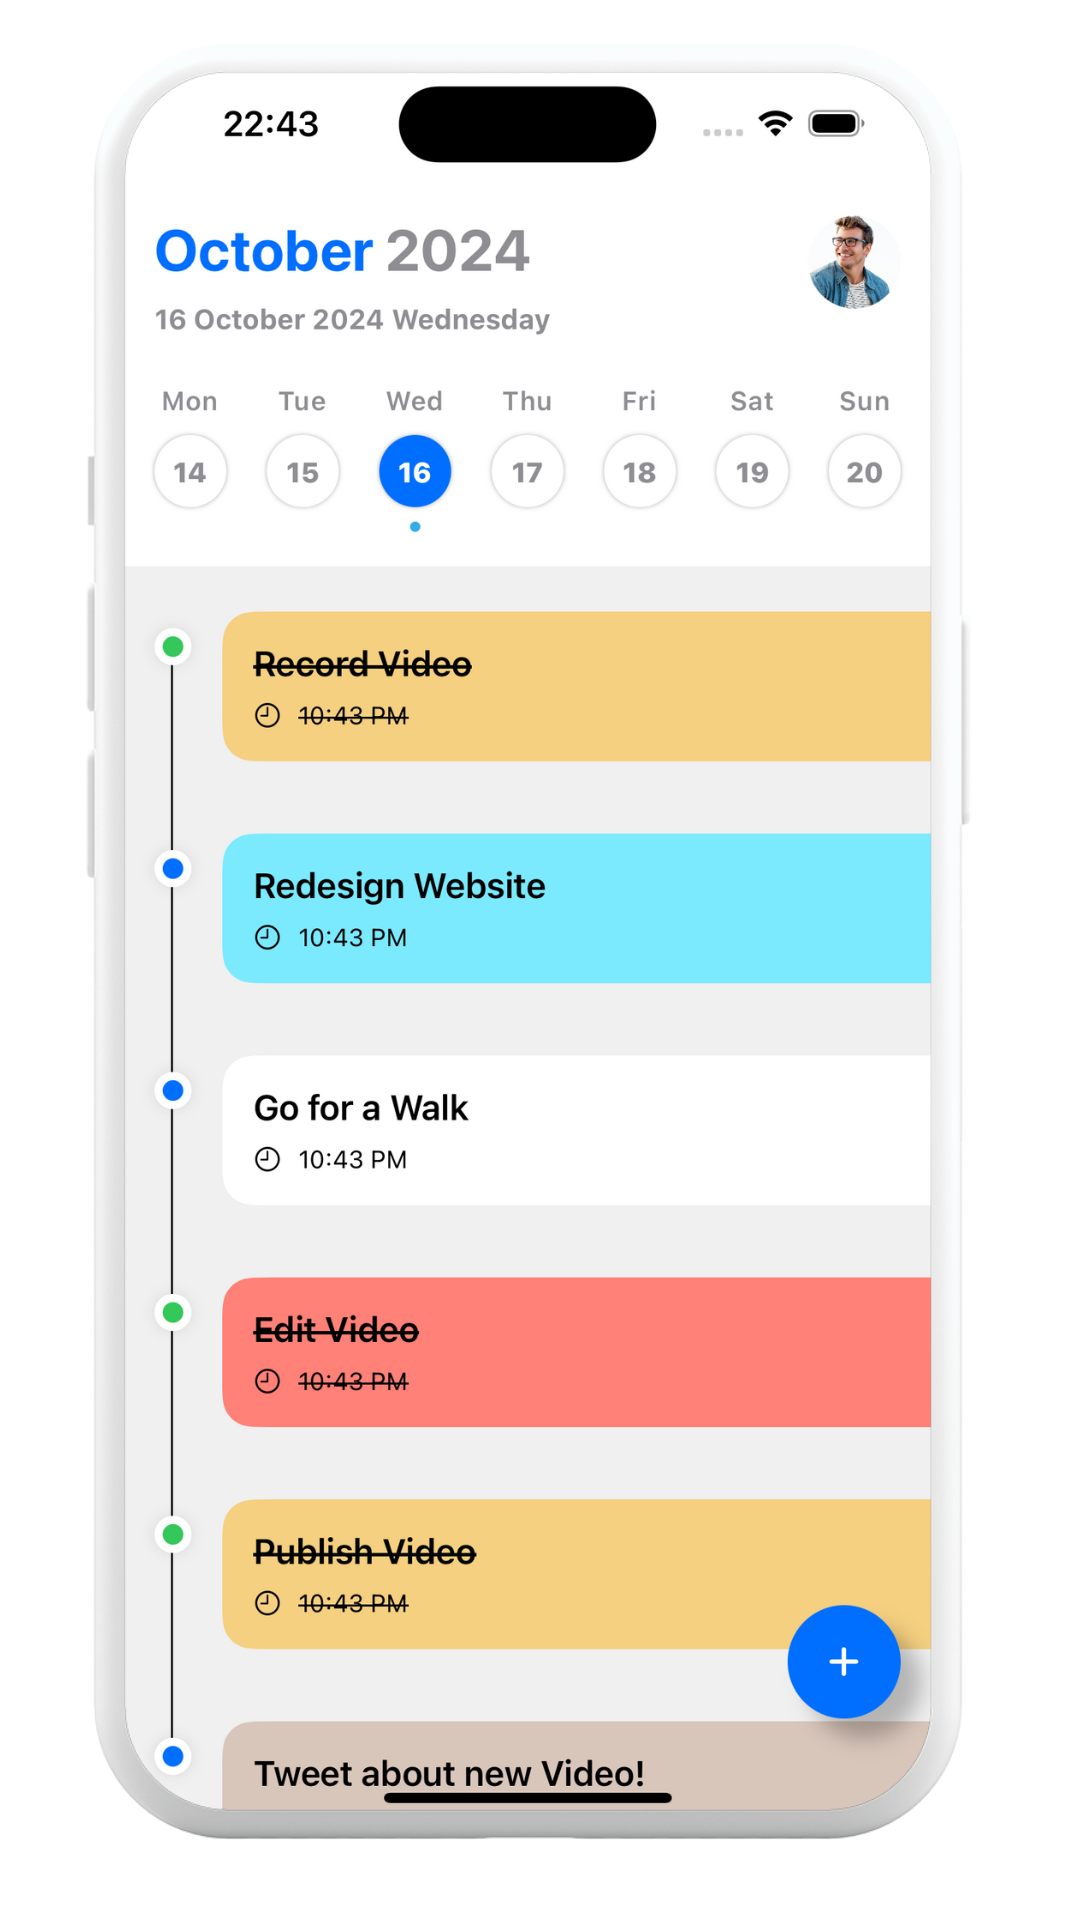 22:43
October 2024
16 October 2024 Wednesday
Mon Tue Wed Thu Fri Sat Sun
14 15 16 17 18 19 20
Record Video
10:43 PM
Redesign Website
10:43 PM
Go for a Walk
10:43 PM
Edit Video
10:43 PM
Publish Video
10:43 PM
+
Tweet about new Video!